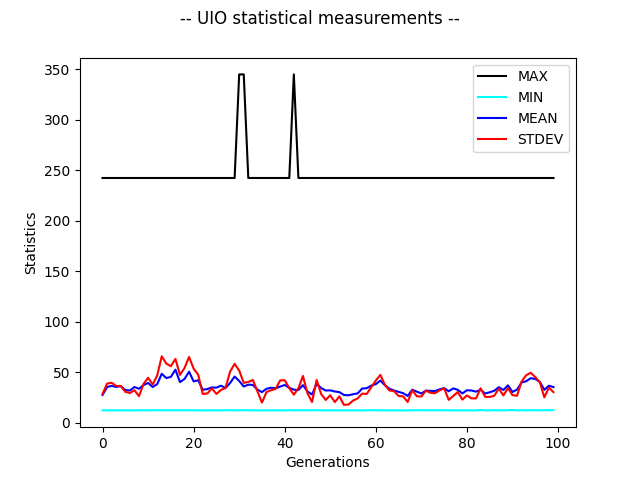 -- UIO statistical measurements --
350
300
250
200
150
100
50
0
Statistics
MAX
MIN
MEAN
STDEV
0 20 40 60 80 100
Generations